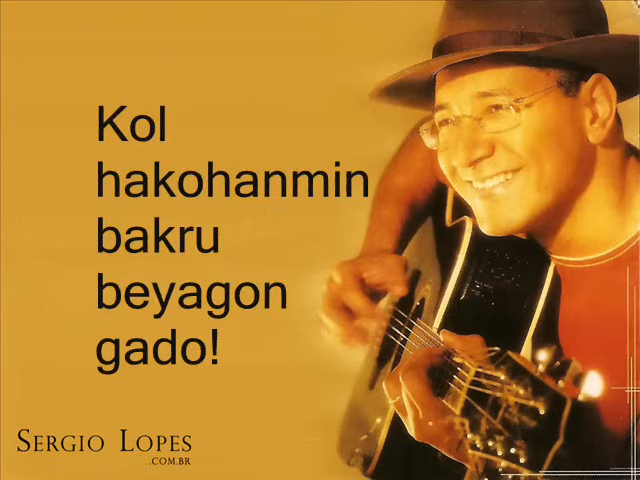 Kol
hakohanmin
bakru
beyagon
gado!
SERGIO LOPES
.COM.BR